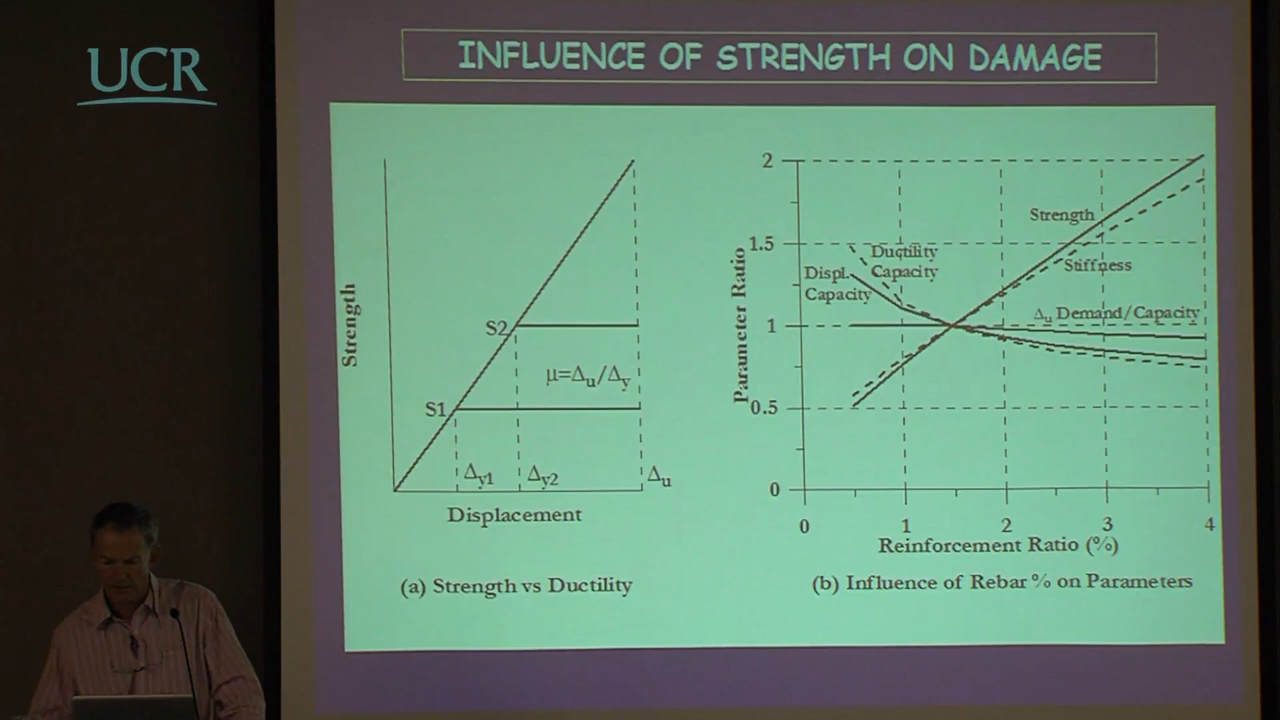 UCR
INFLUENCE OF STRENGTH ON DAMAGE
Strength
S2
S1
μ=Δu/Δy
Δy1
Δy2
Δu
Displacement
(a) Strength vs Ductility
Parameter Ratio
2
1.5
1
0.5
0
Strength
Stiffness
Ductility
Capacity
Displ.
Capacity
Δu Demand/Capacity
0 1 2 3 4
Reinforcement Ratio (%)
(b) Influence of Rebar % on Parameters